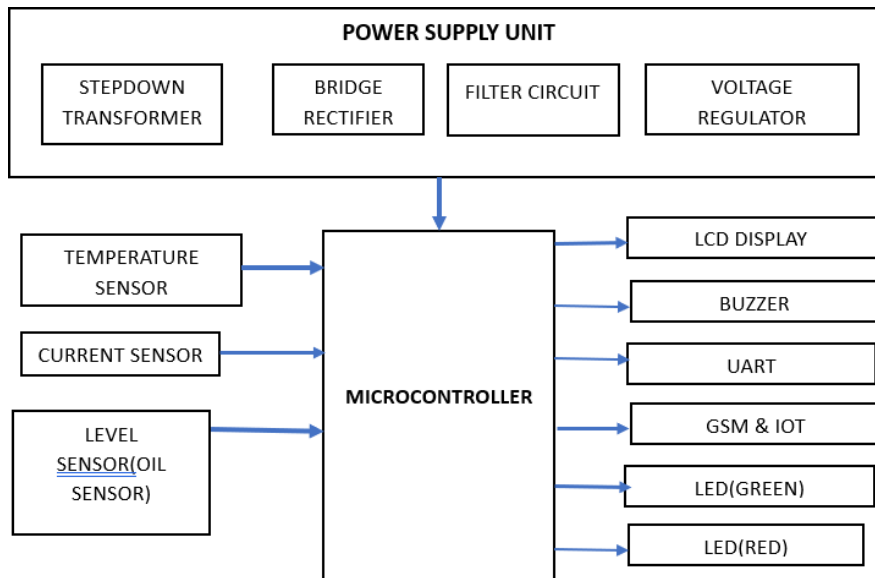 POWER SUPPLY UNIT
STEPDOWN
TRANSFORMER
BRIDGE
RECTIFIER
FILTER CIRCUIT
VOLTAGE
REGULATOR
TEMPERATURE
SENSOR
CURRENT SENSOR
LEVEL
SENSOR(OIL
SENSOR)
MICROCONTROLLER
LCD DISPLAY
BUZZER
UART
GSM & IOT
LED(GREEN)
LED(RED)